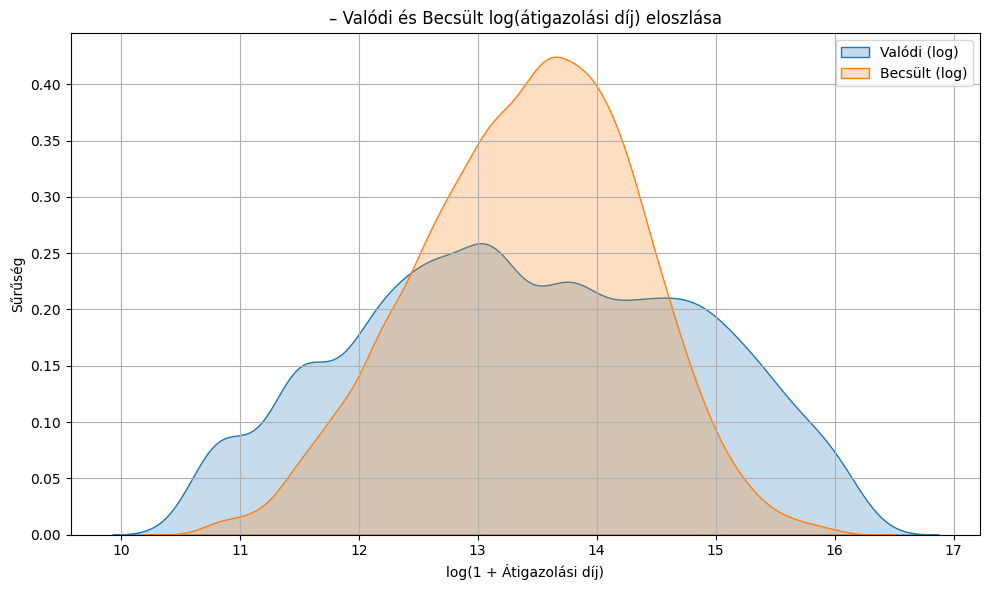 – Valódi és Becsült log(átigazolási díj) eloszlása
Valódi (log)
Becsült (log)
Sűrűség
0.40
0.35
0.30
0.25
0.20
0.15
0.10
0.05
0.00
10 11 12 13 14 15 16 17
log(1 + Átigazolási díj)